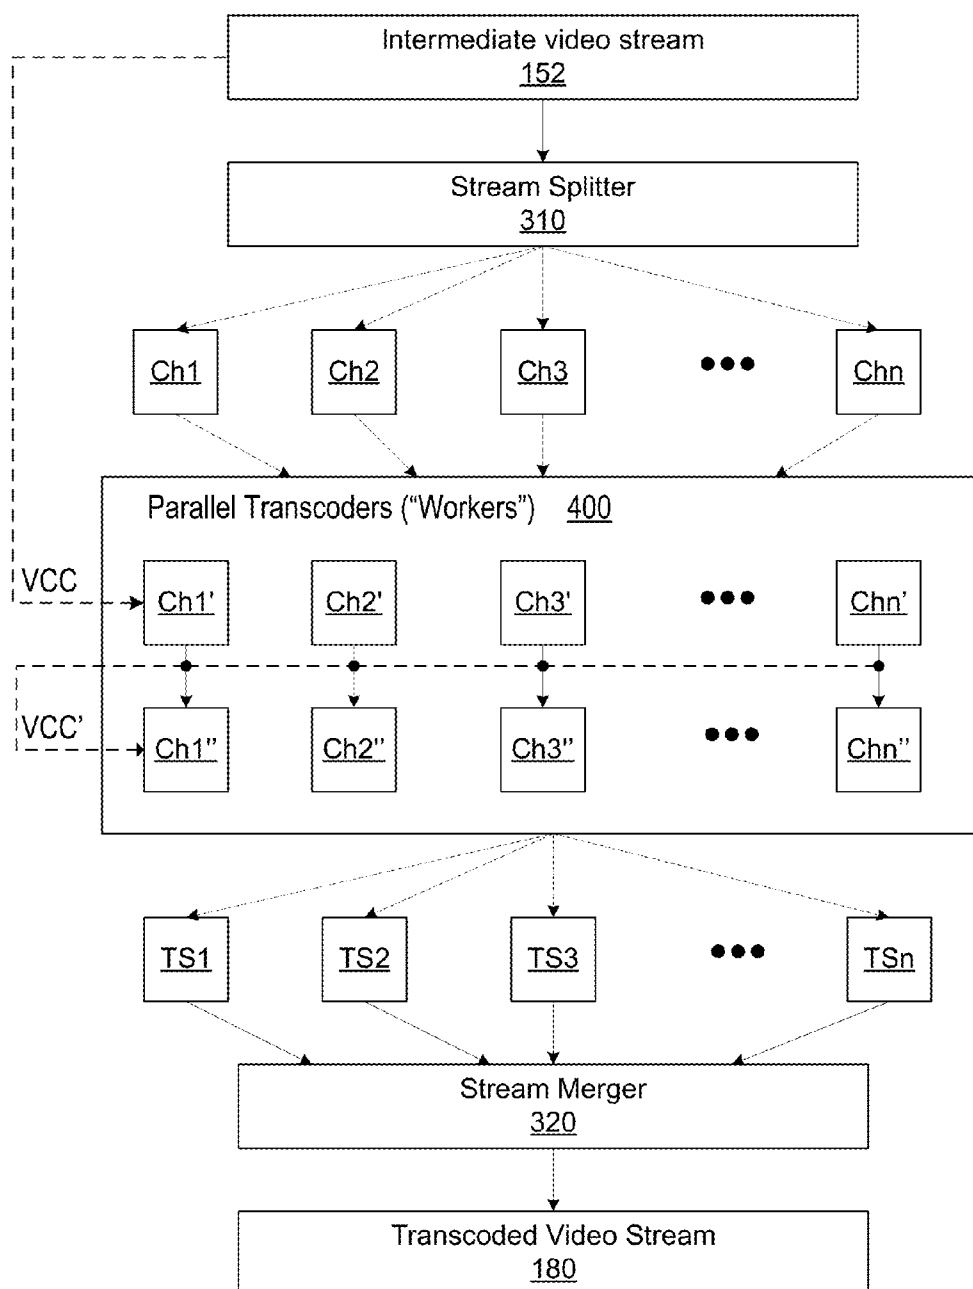 Intermediate video stream
152
Stream Splitter
310
Ch1 Ch2 Ch3 ●●● Chn
Parallel Transcoders (“Workers”) 400
VCC Ch1' Ch2' Ch3' ●●● Chn’
VCC’ Ch1" Ch2" Ch3" ●●● Chn"
TS1 TS2 TS3 ●●● TSn
Stream Merger
320
Transcoded Video Stream
180